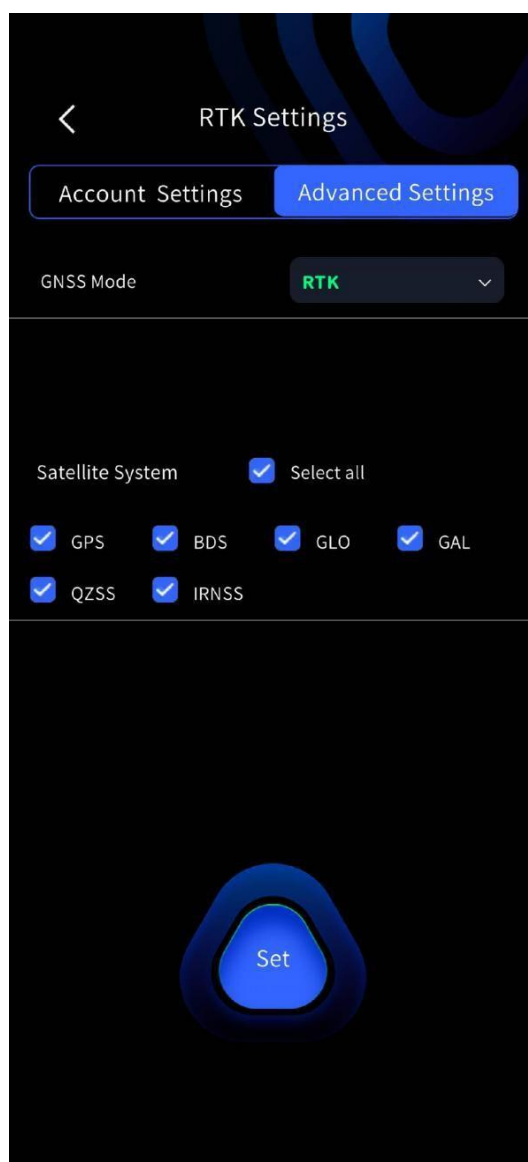 RTK Settings
Account Settings Advanced Settings
GNSS Mode RTK
Satellite System Select all
GPS BDS GLO GAL
QZSS IRNSS
Set